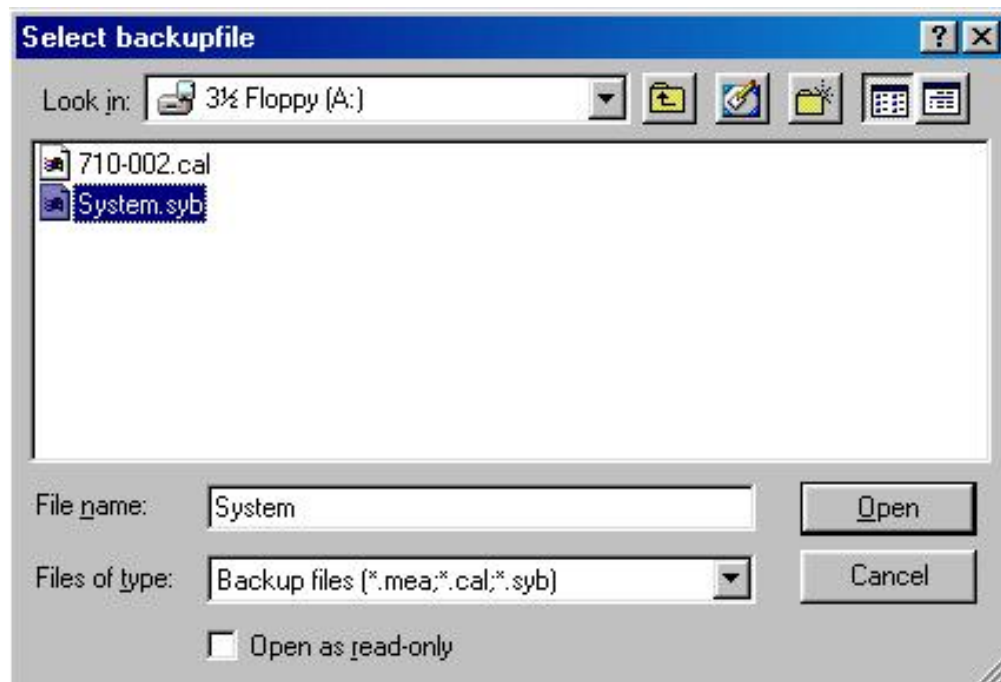 Select backupfile
Look in: 3½ Floppy (A:)
710-002.cal
System.syb
File name: System Open
Files of type: Backup files (*.mea;*.cal;*.syb) Cancel
Open as read-only